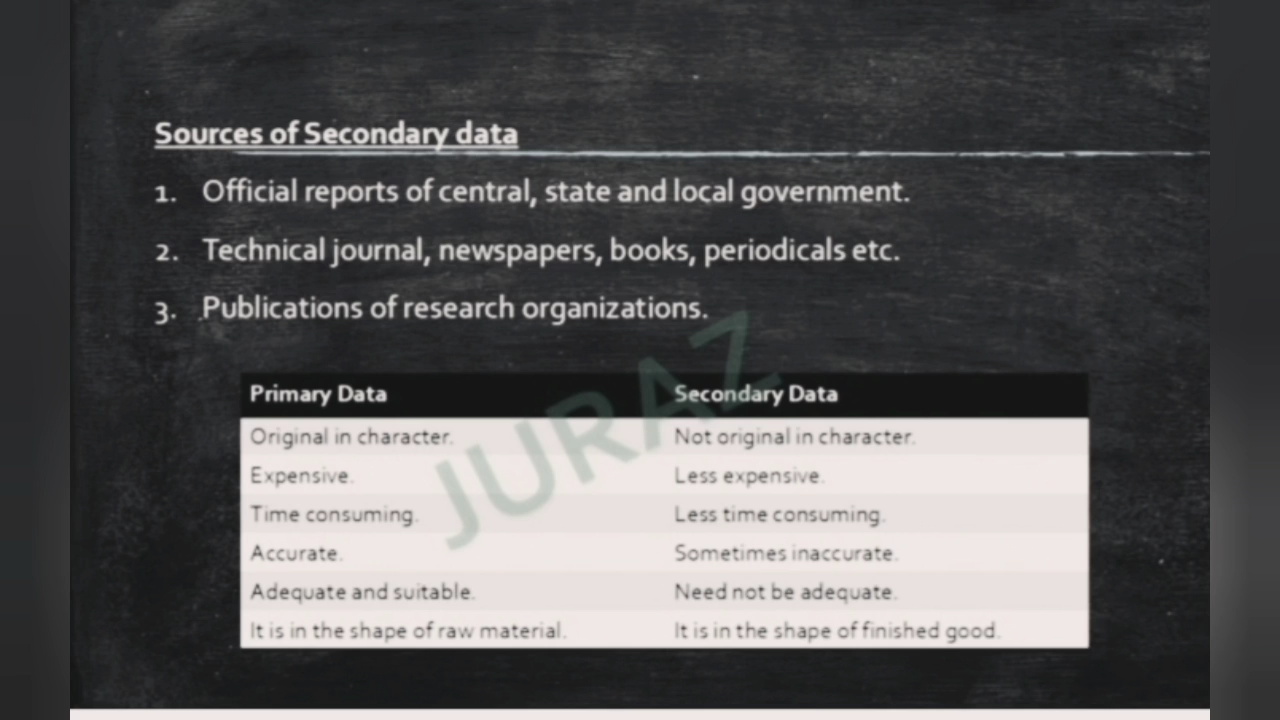 Sources of Secondary data
1. Official reports of central, state and local government.
2. Technical journal, newspapers, books, periodicals etc.
3. Publications of research organizations.
Primary Data Secondary Data
Original in character. Not original in character.
Expensive. Less expensive.
Time consuming. Less time consuming.
Accurate. Sometimes inaccurate.
Adequate and suitable. Need not be adequate.
It is in the shape of raw material. It is in the shape of finished good.
JURAZ